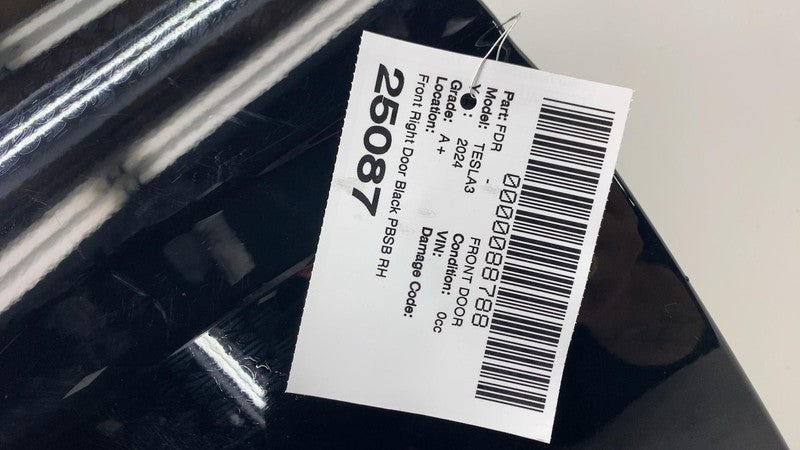 0000088788
Part: FDR - FRONT DOOR
Model: TESLA3 Condition: 0cc
Year: 2024 VIN:
Grade: A+ Damage Code:
Location:
Front Right Door Black PBSB RH
25087